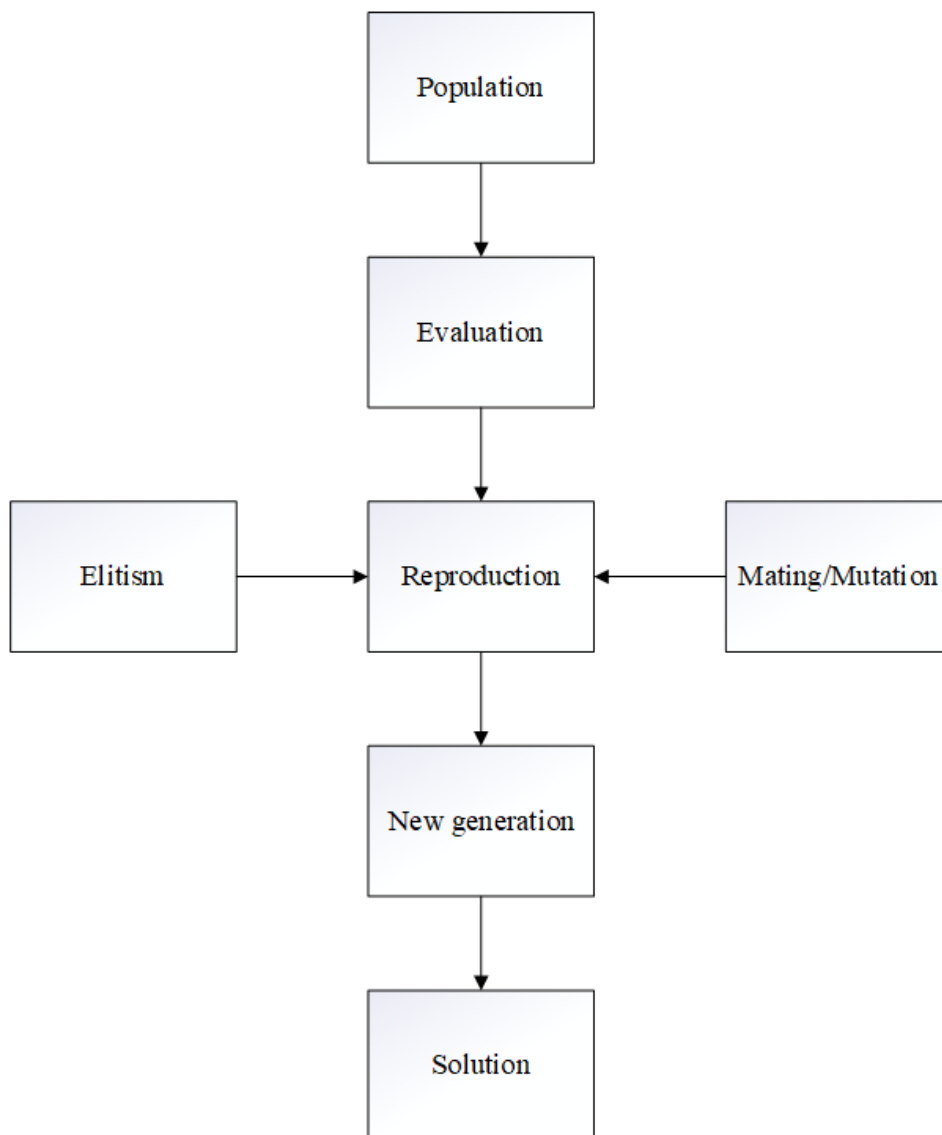 Population
Evaluation
Elitism
Reproduction
Mating/Mutation
New generation
Solution